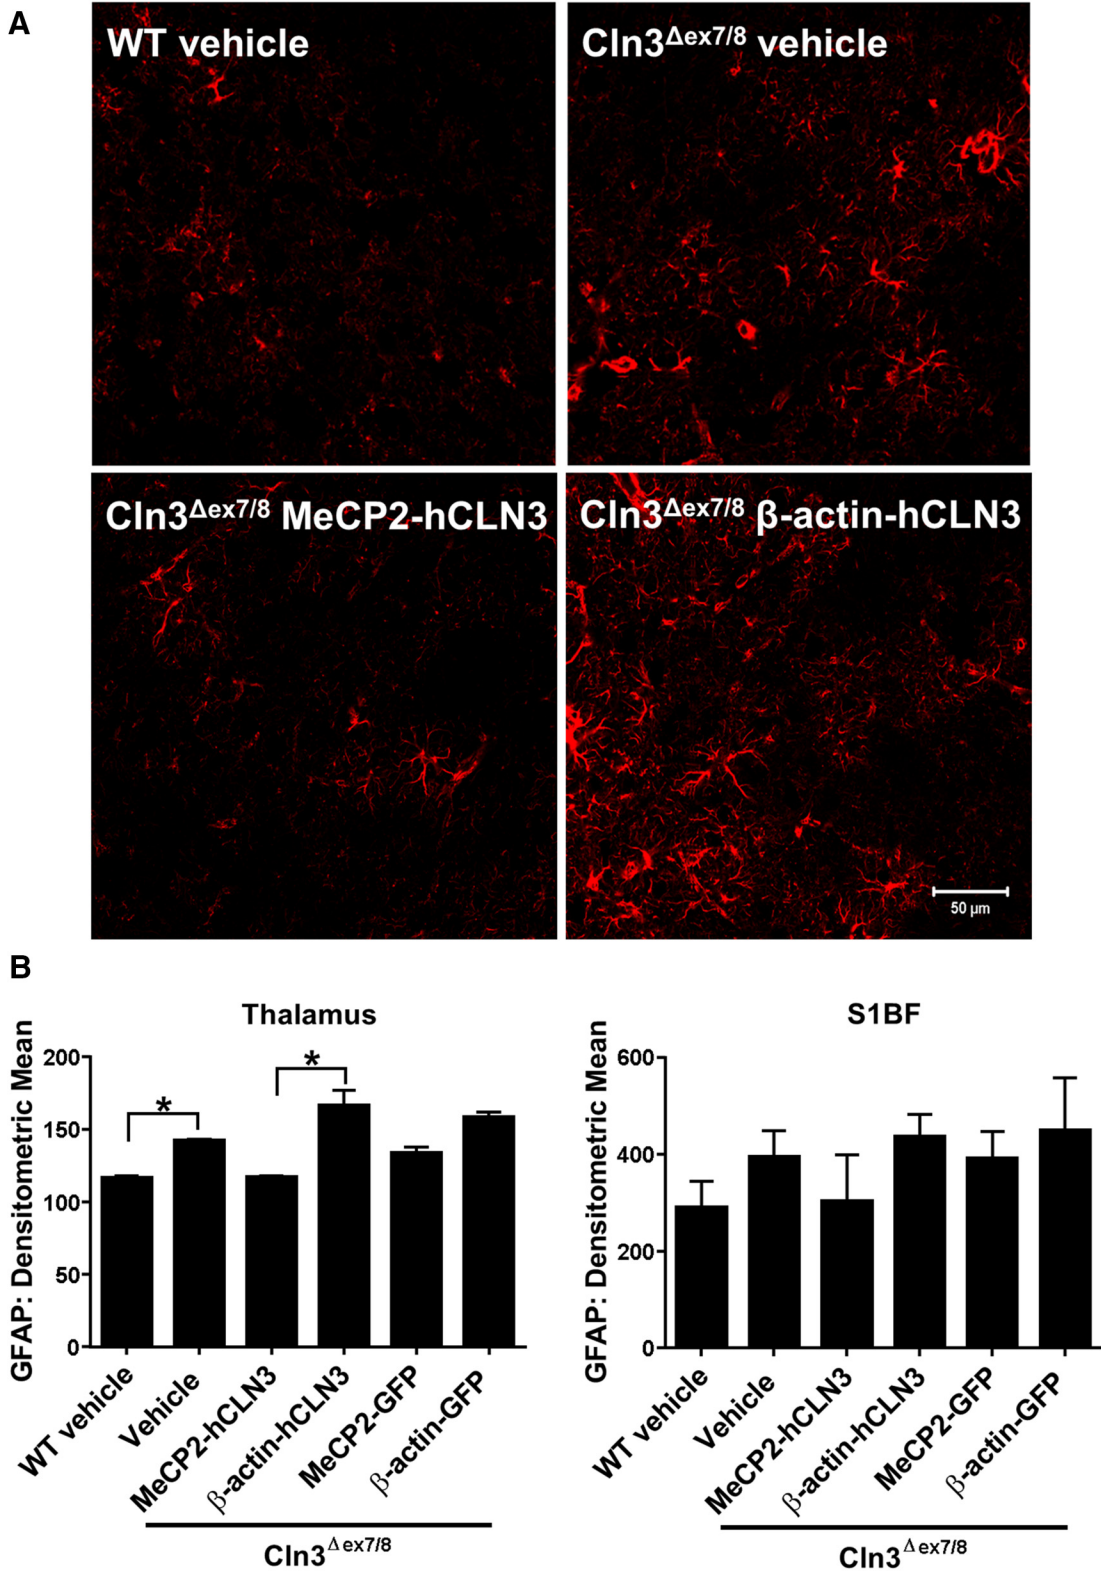 A
WT vehicle
Cln3Δex7/8 vehicle
Cln3Δex7/8 MeCP2-hCLN3
Cln3Δex7/8 β-actin-hCLN3
50 μm
B
Thalamus
GFAP: Densitometric Mean
200
150
100
50
0
*
*
WT vehicle
Vehicle
MeCP2-hCLN3
β-actin-hCLN3
MeCP2-GFP
β-actin-GFP
Cln3Δex7/8
S1BF
GFAP: Densitometric Mean
600
400
200
0
WT vehicle
Vehicle
MeCP2-hCLN3
β-actin-hCLN3
MeCP2-GFP
β-actin-GFP
Cln3Δex7/8